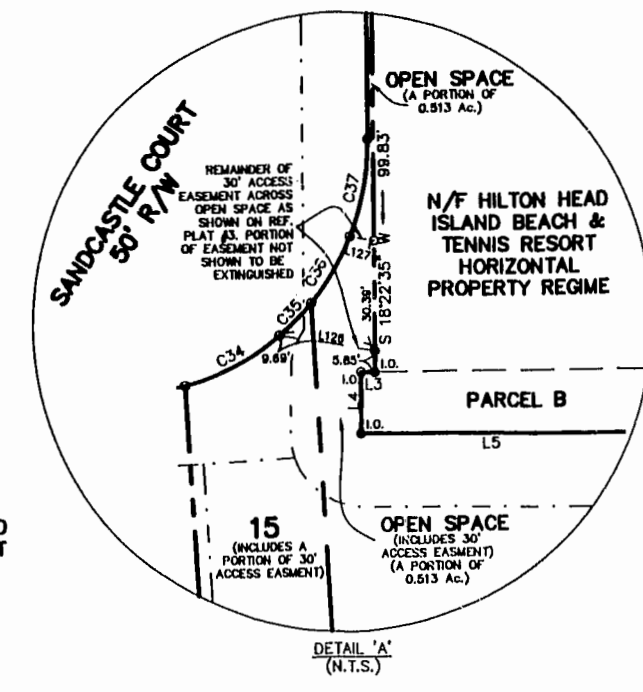 OPEN SPACE
(A PORTION OF
0.513 Ac.)
SANDCASTLE COURT
50' R/W
REMAINDER OF
30' ACCESS
EASEMENT ACROSS
OPEN SPACE AS
SHOWN ON REF.
PLAT #3. PORTION
OF EASEMENT NOT
SHOWN TO BE
EXTINGUISHED
N/F HILTON HEAD
ISLAND BEACH &
TENNIS RESORT
HORIZONTAL
PROPERTY REGIME
S 18°22'35" W 99.83'
30.39'
C37
L127
C36
C35
C34
L126
9.69'
5.85'
I.O.
I.O.
L3
L4
I.O.
PARCEL B
L5
15
(INCLUDES A
PORTION OF 30'
ACCESS EASMENT)
OPEN SPACE
(INCLUDES 30'
ACCESS EASMENT)
(A PORTION OF
0.513 Ac.)
DETAIL 'A'
(N.T.S.)